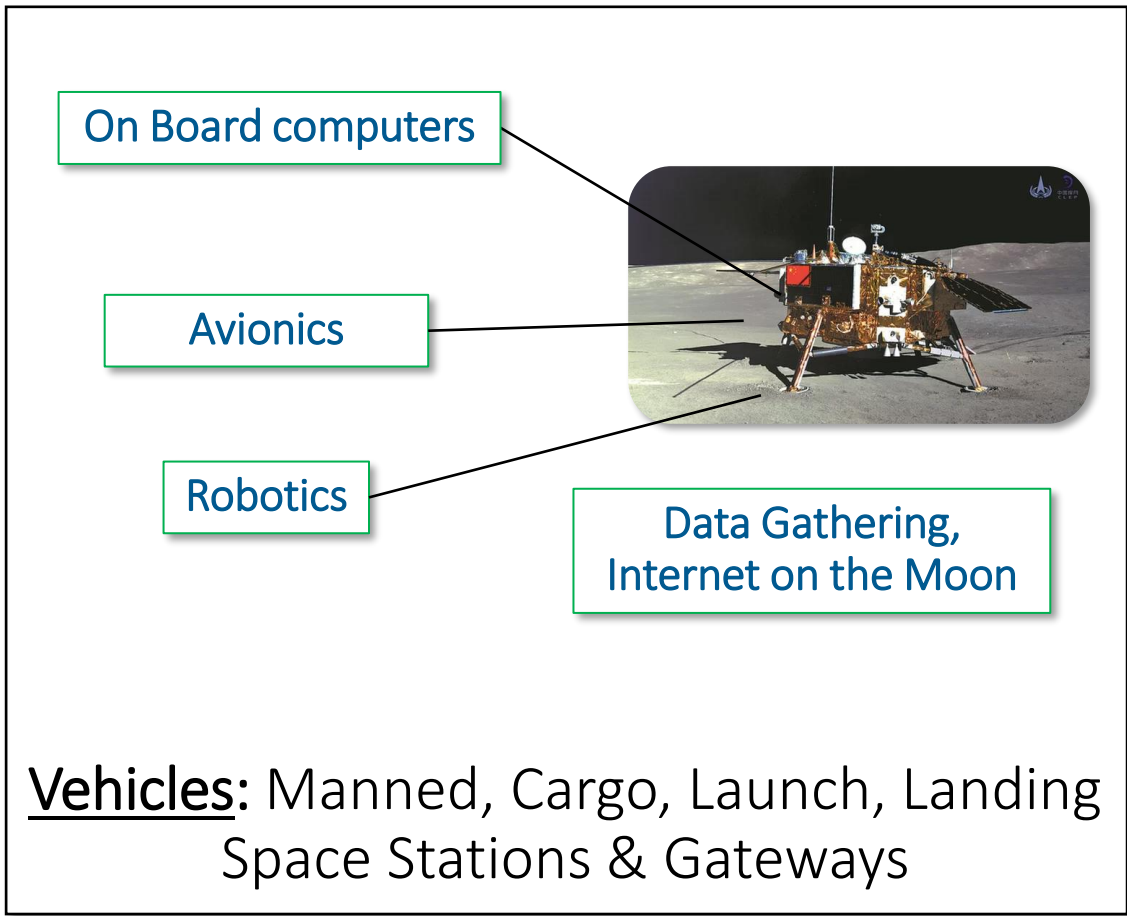 On Board computers
Avionics
Robotics
Data Gathering,
Internet on the Moon
Vehicles: Manned, Cargo, Launch, Landing
Space Stations & Gateways